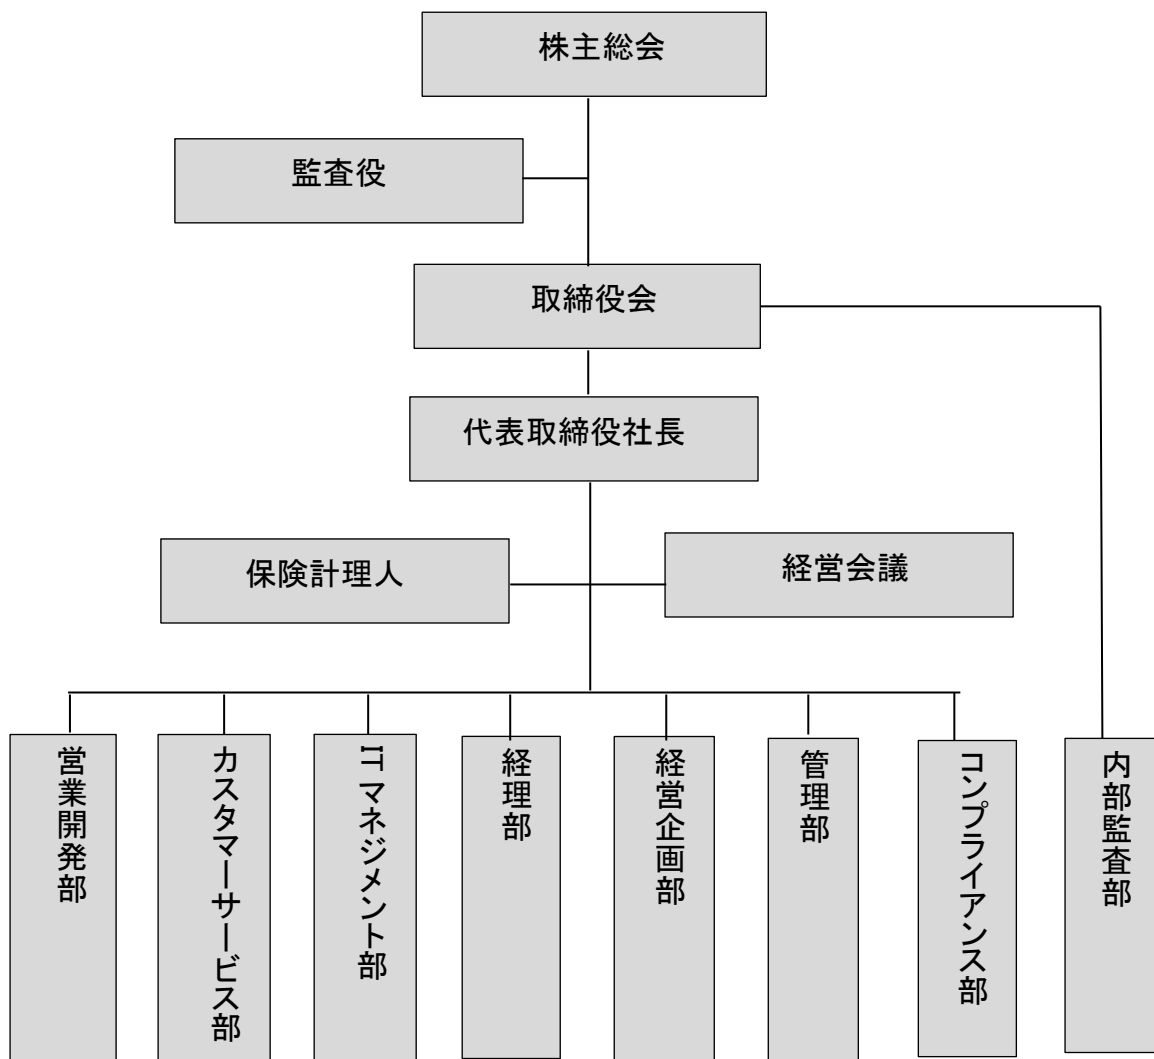 株主総会
監査役
取締役会
代表取締役社長
保険計理人
経営会議
営業開発部
カスタマーサービス部
ITマネジメント部
経理部
経営企画部
管理部
コンプライアンス部
内部監査部